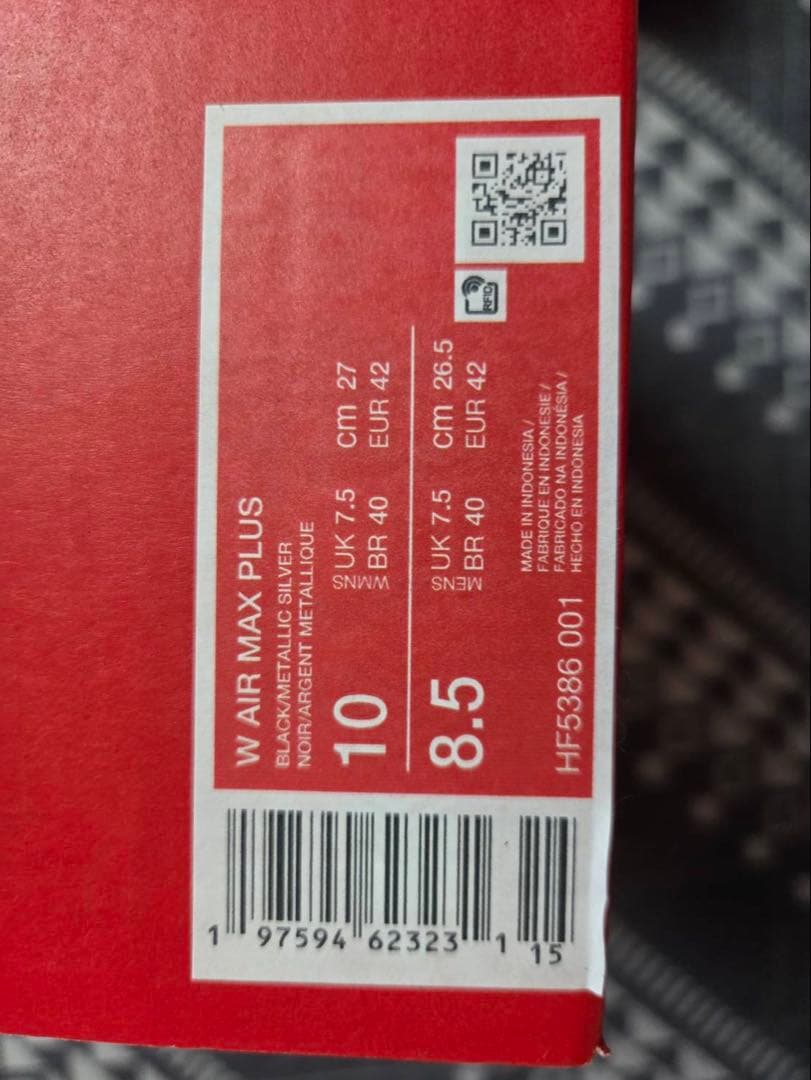 W AIR MAX PLUS
BLACK/METALLIC SILVER
NOIR/ARGENT METALLIQUE
10 WMNS UK 7.5 cm 27
BR 40 EUR 42
8.5 MENS UK 7.5 cm 26.5
BR 40 EUR 42
RFID
MADE IN INDONESIA /
FABRIQUE EN INDONESIE /
FABRICADO NA INDONÉSIA /
HECHO EN INDONESIA
HF5386 001
1 97594 62323 1 15